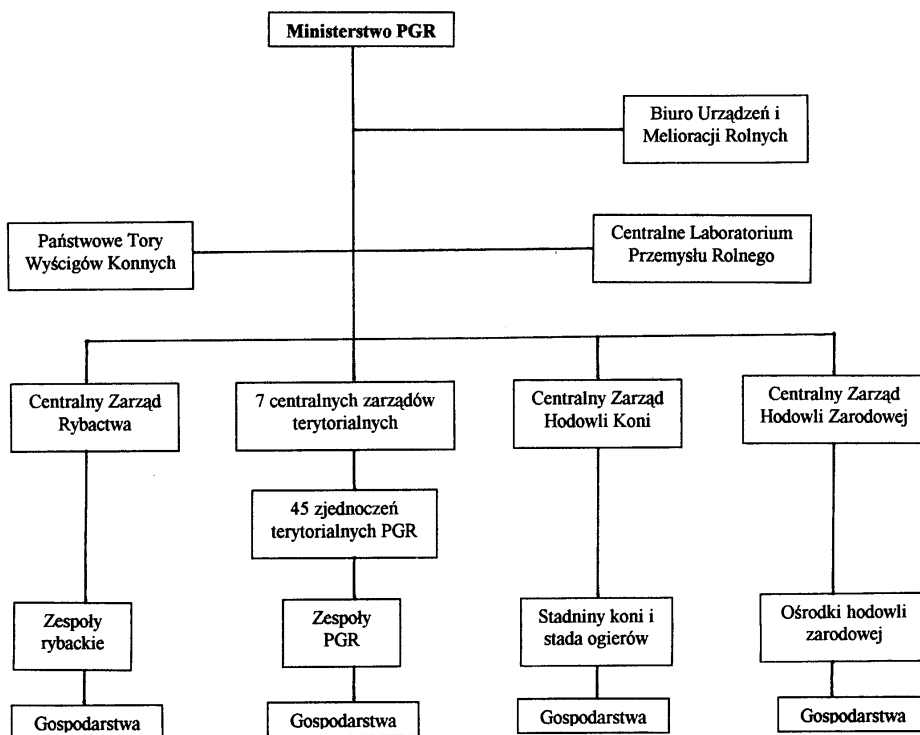 Ministerstwo PGR
Biuro Urządzeń i
Melioracji Rolnych
Państwowe Tory
Wyścigów Konnych
Centralne Laboratorium
Przemysłu Rolnego
Centralny Zarząd
Rybactwa
7 centralnych zarządów
terytorialnych
Centralny Zarząd
Hodowli Koni
Centralny Zarząd
Hodowli Zarodowej
45 zjednoczeń
terytorialnych PGR
Zespoły
rybackie
Zespoły
PGR
Stadniny koni i
stada ogierów
Ośrodki hodowli
zarodowej
Gospodarstwa
Gospodarstwa
Gospodarstwa
Gospodarstwa